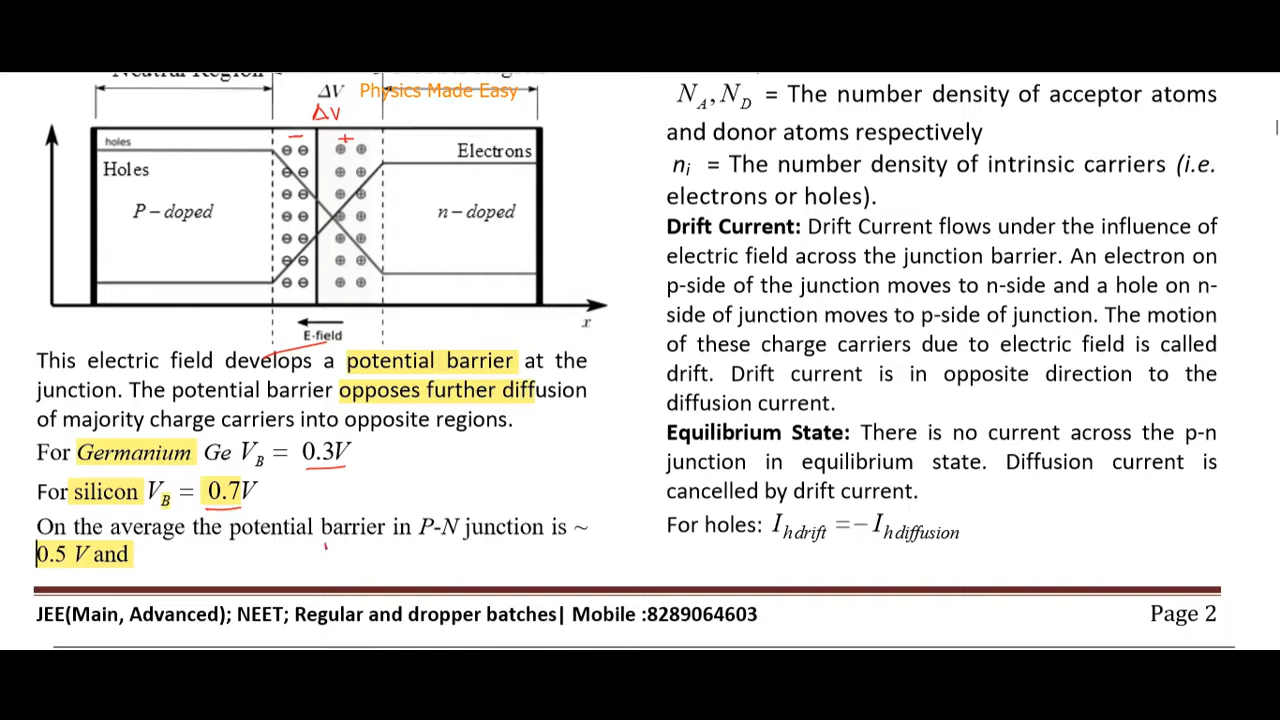 Neutral Region
ΔV
Physics Made Easy
ΔV
− +
holes
Holes
Electrons
P – doped
n – doped
E-field
x
This electric field develops a potential barrier at the
junction. The potential barrier opposes further diffusion
of majority charge carriers into opposite regions.
For Germanium Ge V_B = 0.3V
For silicon V_B = 0.7V
On the average the potential barrier in P-N junction is ~
0.5 V and
N_A, N_D = The number density of acceptor atoms
and donor atoms respectively
n_i = The number density of intrinsic carriers (i.e.
electrons or holes).
Drift Current: Drift Current flows under the influence of
electric field across the junction barrier. An electron on
p-side of the junction moves to n-side and a hole on n-
side of junction moves to p-side of junction. The motion
of these charge carriers due to electric field is called
drift. Drift current is in opposite direction to the
diffusion current.
Equilibrium State: There is no current across the p-n
junction in equilibrium state. Diffusion current is
cancelled by drift current.
For holes: I_h drift = − I_h diffusion
JEE(Main, Advanced); NEET; Regular and dropper batches| Mobile :8289064603
Page 2